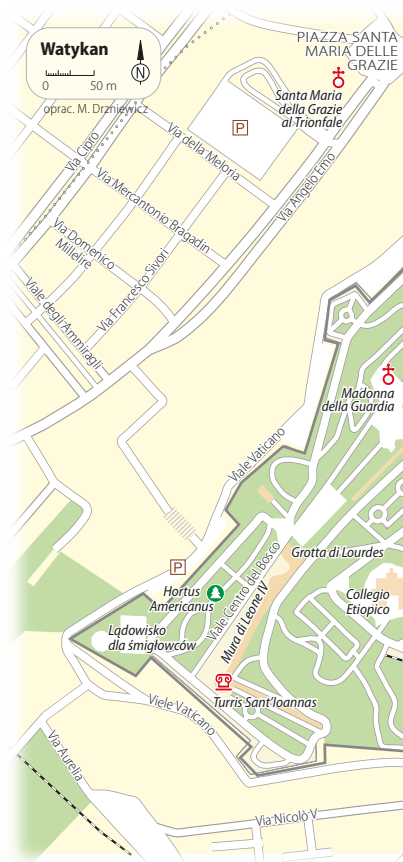 Watykan
N
0 50 m
oprac. M. Drzniewicz
PIAZZA SANTA
MARIA DELLE
GRAZIE
Santa Maria
della Grazie
al Trionfale
P
Via Cipro
Via della Meloria
Via Angelo Emo
Via Mercantonio Bragadin
Via Domenico
Millelire
Via Francesco Sivori
Viale degli Ammiragli
Madonna
della Guardia
Viale Vaticano
Grotta di Lourdes
P
Hortus
Americanus
Viale Centro del Bosco
Mura di Leone IV
Collegio
Etiopico
Lądowisko
dla śmigłowców
Turris Sant'Ioannas
Viele Vaticano
Via Aurelia
Via Nicolò V